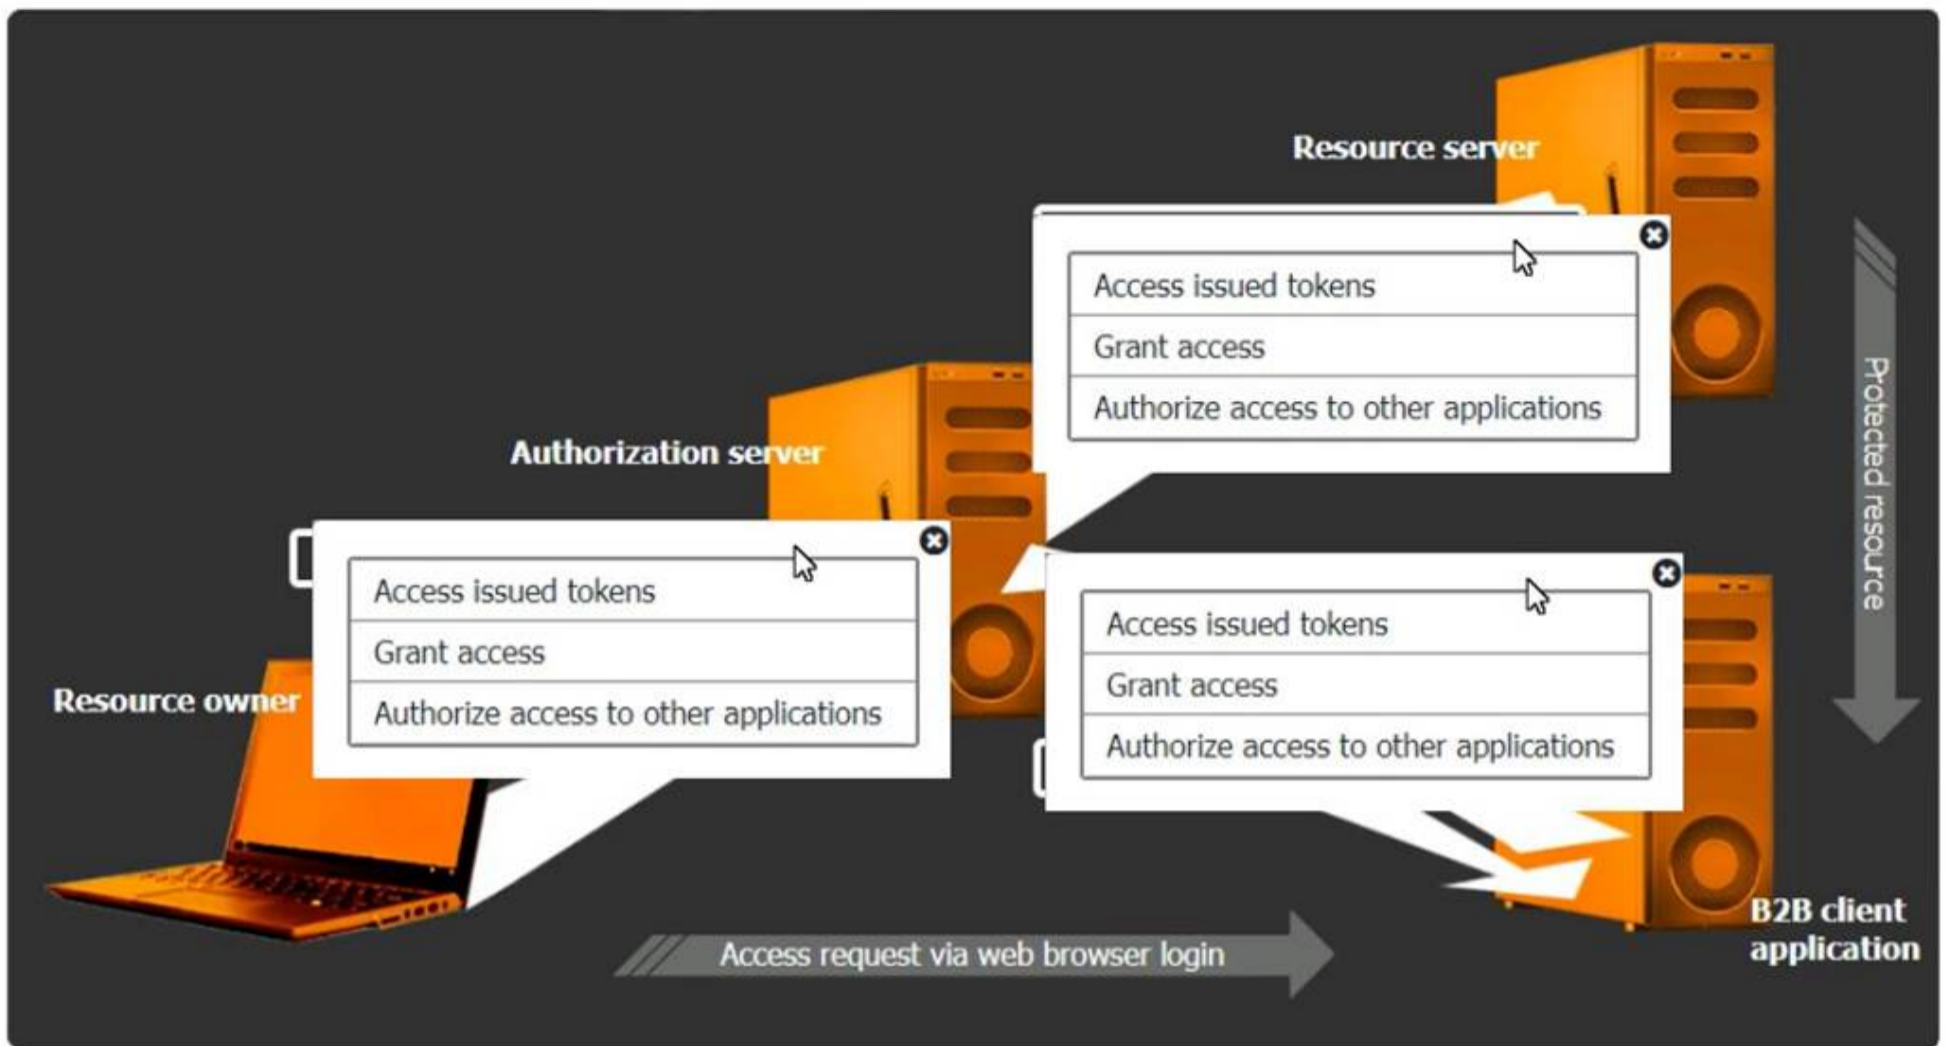 Resource server
Access issued tokens
Grant access
Authorize access to other applications
Protected resource
Authorization server
Access issued tokens
Grant access
Authorize access to other applications
Access issued tokens
Grant access
Authorize access to other applications
Resource owner
B2B client
application
Access request via web browser login